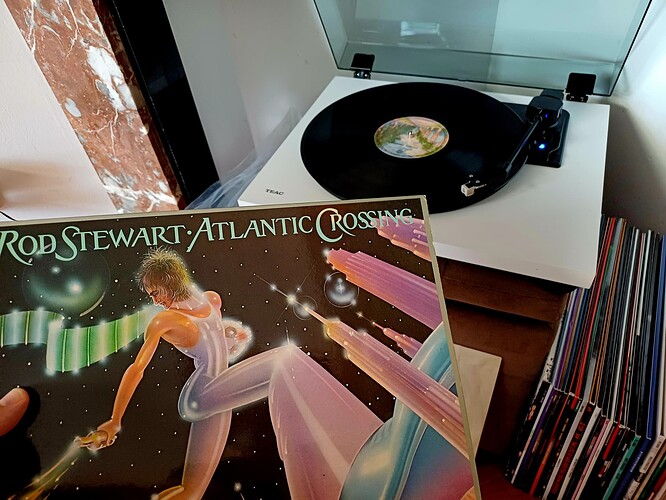 TEAC
ROD STEWART · ATLANTIC CROSSING